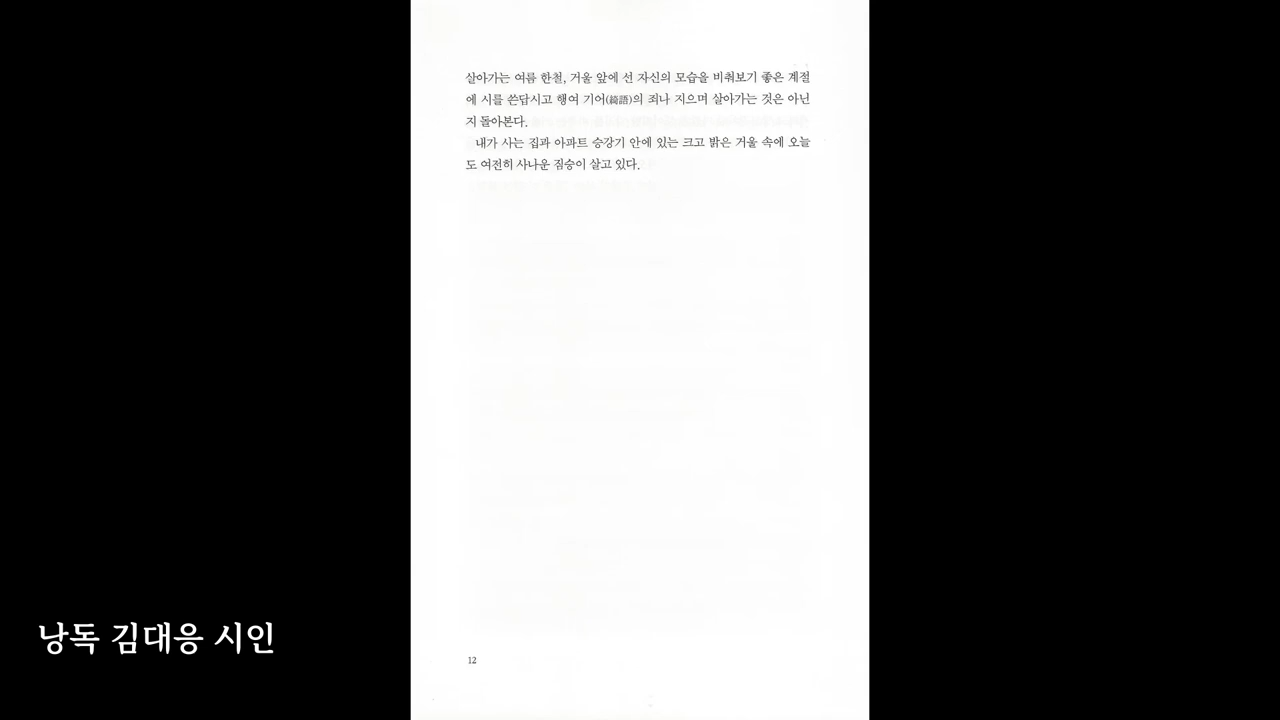 살아가는 여름 한철, 거울 앞에 선 자신의 모습을 비춰보기 좋은 계절
에 시를 쓴답시고 행여 기어(綺語)의 죄나 지으며 살아가는 것은 아닌
지 돌아본다.
내가 사는 집과 아파트 승강기 안에 있는 크고 밝은 거울 속에 오늘
도 여전히 사나운 짐승이 살고 있다.
낭독 김대응 시인
12